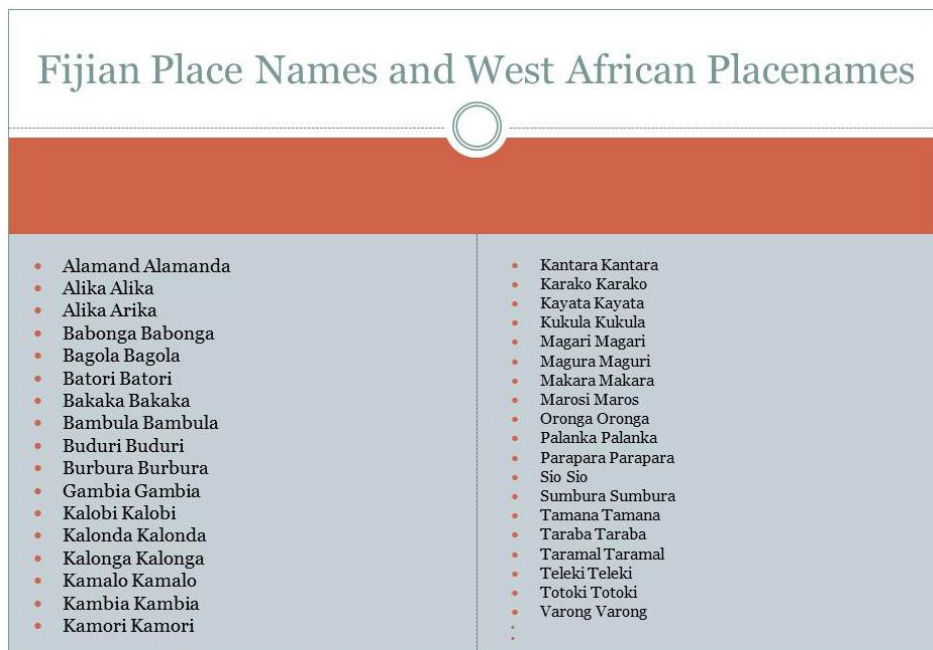 Fijian Place Names and West African Placenames
Alamand Alamanda
Alika Alika
Alika Arika
Babonga Babonga
Bagola Bagola
Batori Batori
Bakaka Bakaka
Bambula Bambula
Buduri Buduri
Burbura Burbura
Gambia Gambia
Kalobi Kalobi
Kalonda Kalonda
Kalonga Kalonga
Kamalo Kamalo
Kambia Kambia
Kamori Kamori
Kantara Kantara
Karako Karako
Kayata Kayata
Kukula Kukula
Magari Magari
Magura Maguri
Makara Makara
Marosi Maros
Oronga Oronga
Palanka Palanka
Parapara Parapara
Sio Sio
Sumbura Sumbura
Tamana Tamana
Taraba Taraba
Taramal Taramal
Teleki Teleki
Totoki Totoki
Varong Varong